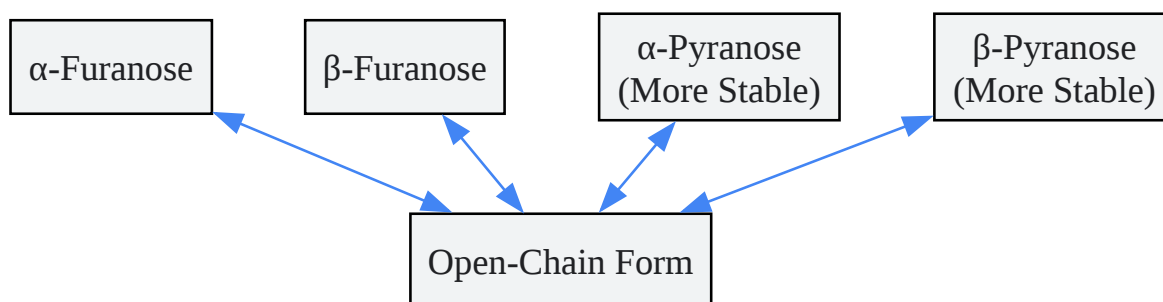 α-Furanose
β-Furanose
α-Pyranose
(More Stable)
β-Pyranose
(More Stable)
Open-Chain Form